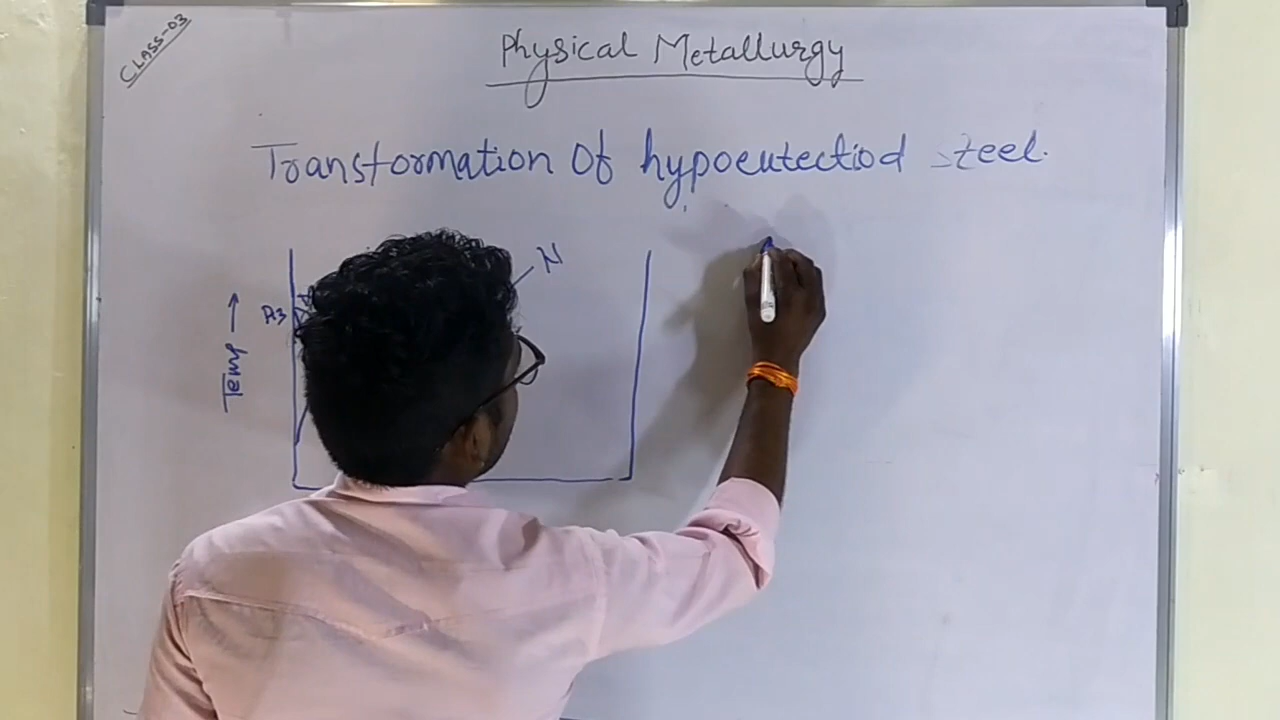 CLASS-03
Physical Metallurgy
Transformation Of hypoeutectiod steel.
N
A3
Temp →